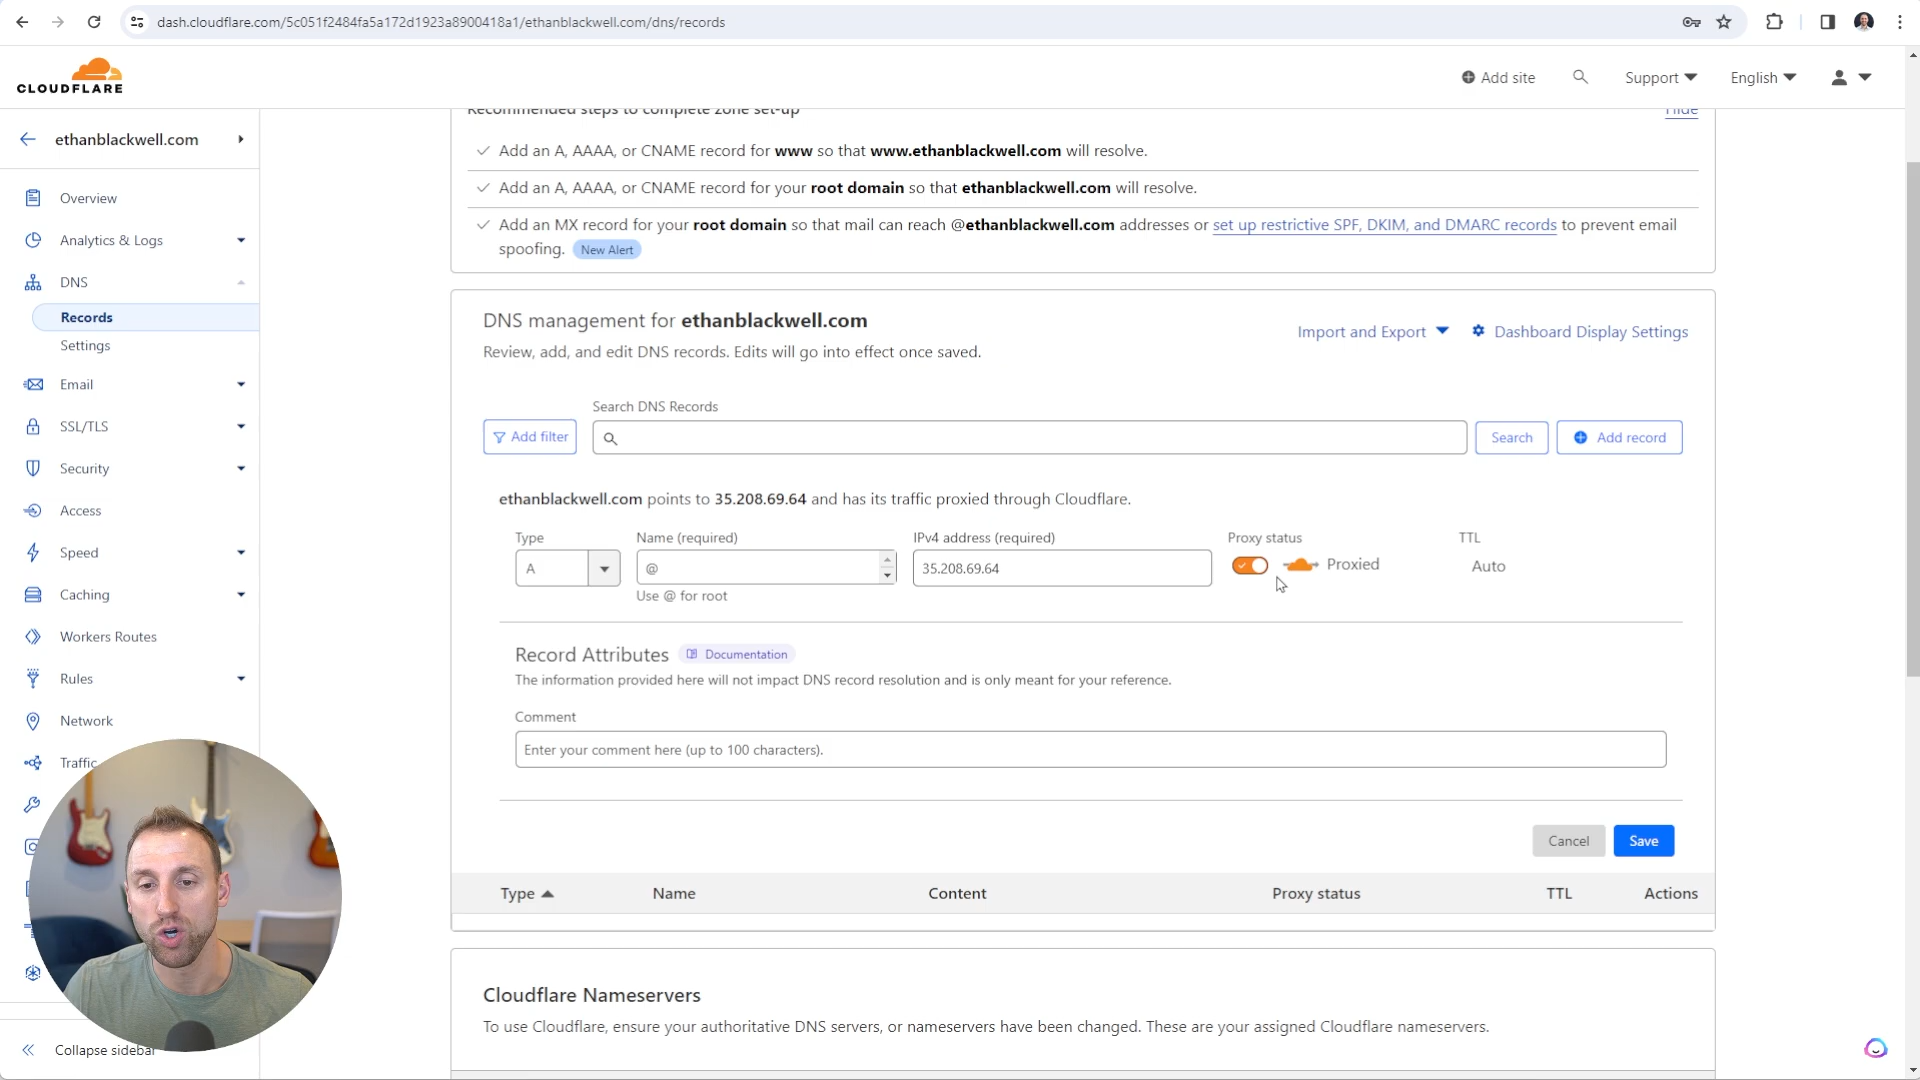 dash.cloudflare.com/5c051f2484fa5a172d1923a8900418a1/ethanblackwell.com/dns/records
CLOUDFLARE
Add site
Support
English
ethanblackwell.com
Overview
Analytics & Logs
DNS
Records
Settings
Email
SSL/TLS
Security
Access
Speed
Caching
Workers Routes
Rules
Network
Traffic
Collapse sidebar
Recommended steps to complete zone set-up
Hide
Add an A, AAAA, or CNAME record for www so that www.ethanblackwell.com will resolve.
Add an A, AAAA, or CNAME record for your root domain so that ethanblackwell.com will resolve.
Add an MX record for your root domain so that mail can reach @ethanblackwell.com addresses or set up restrictive SPF, DKIM, and DMARC records to prevent email
spoofing. New Alert
DNS management for ethanblackwell.com
Review, add, and edit DNS records. Edits will go into effect once saved.
Import and Export
Dashboard Display Settings
Search DNS Records
Add filter
Search
Add record
ethanblackwell.com points to 35.208.69.64 and has its traffic proxied through Cloudflare.
Type Name (required) IPv4 address (required) Proxy status TTL
A @ 35.208.69.64 Proxied Auto
Use @ for root
Record Attributes Documentation
The information provided here will not impact DNS record resolution and is only meant for your reference.
Comment
Enter your comment here (up to 100 characters).
Cancel Save
Type Name Content Proxy status TTL Actions
Cloudflare Nameservers
To use Cloudflare, ensure your authoritative DNS servers, or nameservers have been changed. These are your assigned Cloudflare nameservers.